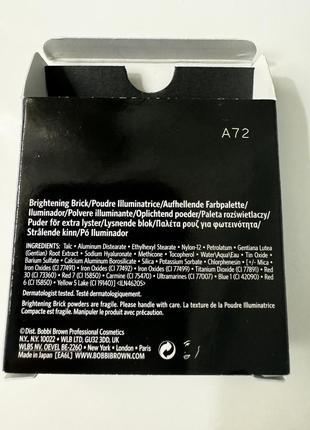 A72
Brightening Brick/Poudre Illuminatrice/Aufhellende Farbpalette/
Iluminador/Polvere illuminante/Oplichtend poeder/Paleta rozświetlaczy/
Puder för extra lyster/Lysnende blok/Παλέτα ρουζ για φωτεινότητα/
Strålende kinn/Pó Iluminador
INGREDIENTS: Talc • Aluminum Distearate • Ethylhexyl Stearate • Nylon-12 • Petrolatum • Gentiana Lutea
(Gentian) Root Extract • Sodium Hyaluronate • Methicone • Tocopherol • Water\Aqua\Eau • Tin Oxide
• Barium Sulfate • Calcium Aluminum Borosilicate • Silica • Potassium Sorbate • Chlorphenesin • [+/- Mica •
Iron Oxides (CI 77491) • Iron Oxides (CI 77492) • Iron Oxides (CI 77499) • Titanium Dioxide (CI 77891) • Red
30 (CI 73360) • Red 7 (CI 15850) • Carmine (CI 75470) • Ultramarines (CI 77007) • Blue 1 (CI 42090) • Red
6 (CI 15850) • Yellow 5 Lake (CI 19140)] <ILN46205>
Dermatologist tested. Testé dermatologiquement.
Brightening Brick powders are fragile. Please handle with care. La texture de la Poudre Illuminatrice
Compacte est fragile. À manipuler avec précaution.
©Dist. Bobbi Brown Professional Cosmetics
N.Y., N.Y. 10022 • WLB LTD, GU32 3DD, UK
WLB5 NV, OEVEL BE-2260 • New York • London • Paris
Made in Japan [EA6L] WWW.BOBBIBROWN.COM